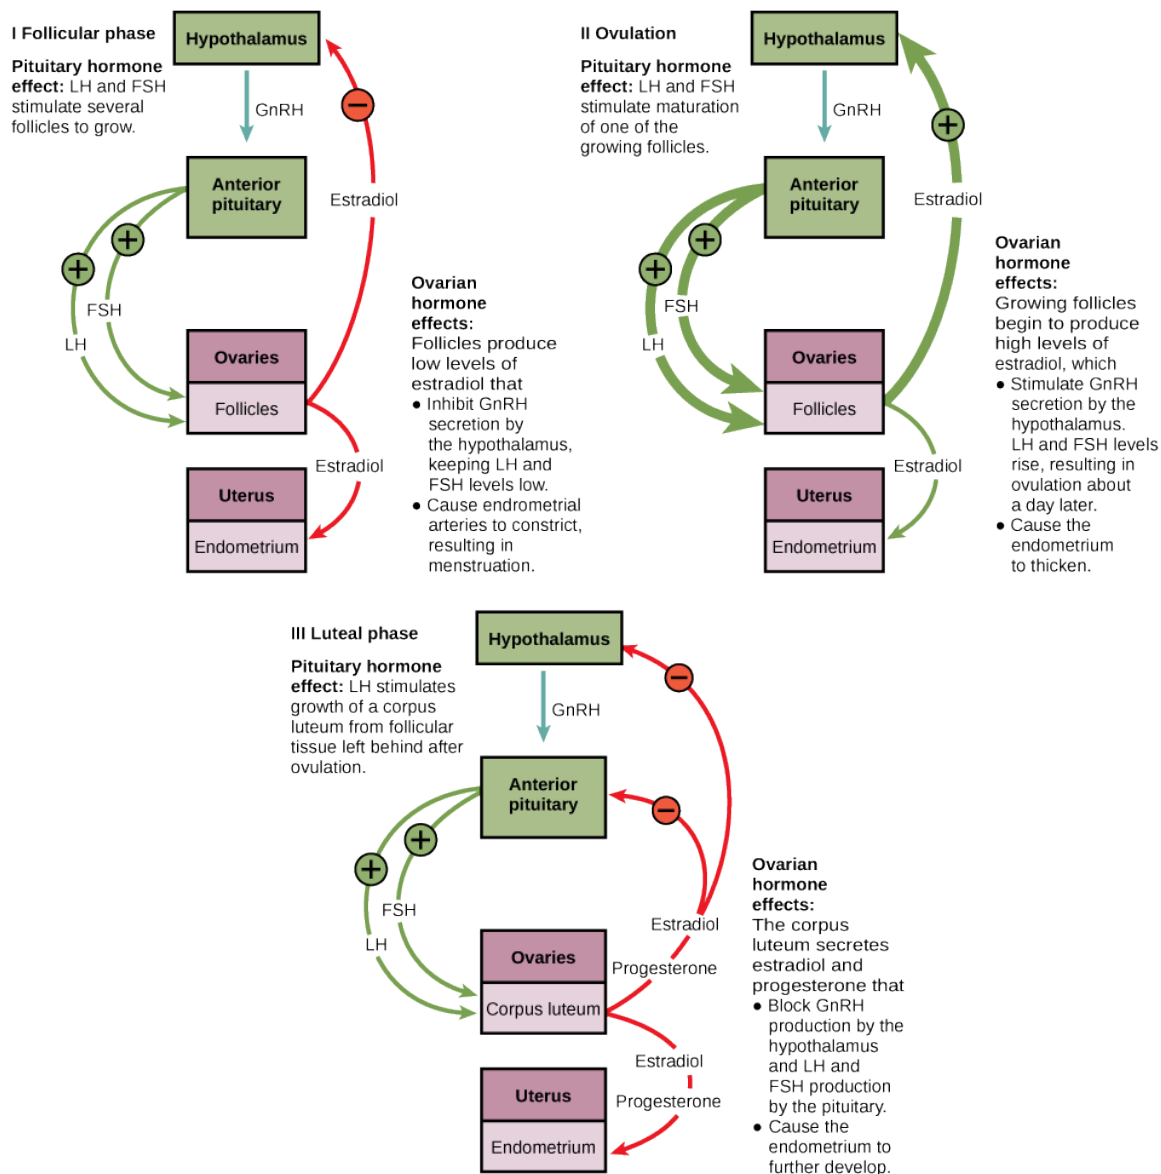 I Follicular phase
Pituitary hormone
effect: LH and FSH
stimulate several
follicles to grow.
Hypothalamus
GnRH
Anterior
pituitary
Estradiol
FSH
LH
Ovaries
Follicles
Estradiol
Uterus
Endometrium
Ovarian
hormone
effects:
Follicles produce
low levels of
estradiol that
● Inhibit GnRH
secretion by
the hypothalamus,
keeping LH and
FSH levels low.
● Cause endrometrial
arteries to constrict,
resulting in
menstruation.
II Ovulation
Pituitary hormone
effect: LH and FSH
stimulate maturation
of one of the
growing follicles.
Hypothalamus
GnRH
Anterior
pituitary
Estradiol
FSH
LH
Ovaries
Follicles
Estradiol
Uterus
Endometrium
Ovarian
hormone
effects:
Growing follicles
begin to produce
high levels of
estradiol, which
● Stimulate GnRH
secretion by the
hypothalamus.
LH and FSH levels
rise, resulting in
ovulation about
a day later.
● Cause the
endometrium
to thicken.
III Luteal phase
Pituitary hormone
effect: LH stimulates
growth of a corpus
luteum from follicular
tissue left behind after
ovulation.
Hypothalamus
GnRH
Anterior
pituitary
FSH
LH
Estradiol
Progesterone
Ovaries
Corpus luteum
Estradiol
Progesterone
Uterus
Endometrium
Ovarian
hormone
effects:
The corpus
luteum secretes
estradiol and
progesterone that
● Block GnRH
production by the
hypothalamus
and LH and
FSH production
by the pituitary.
● Cause the
endometrium to
further develop.